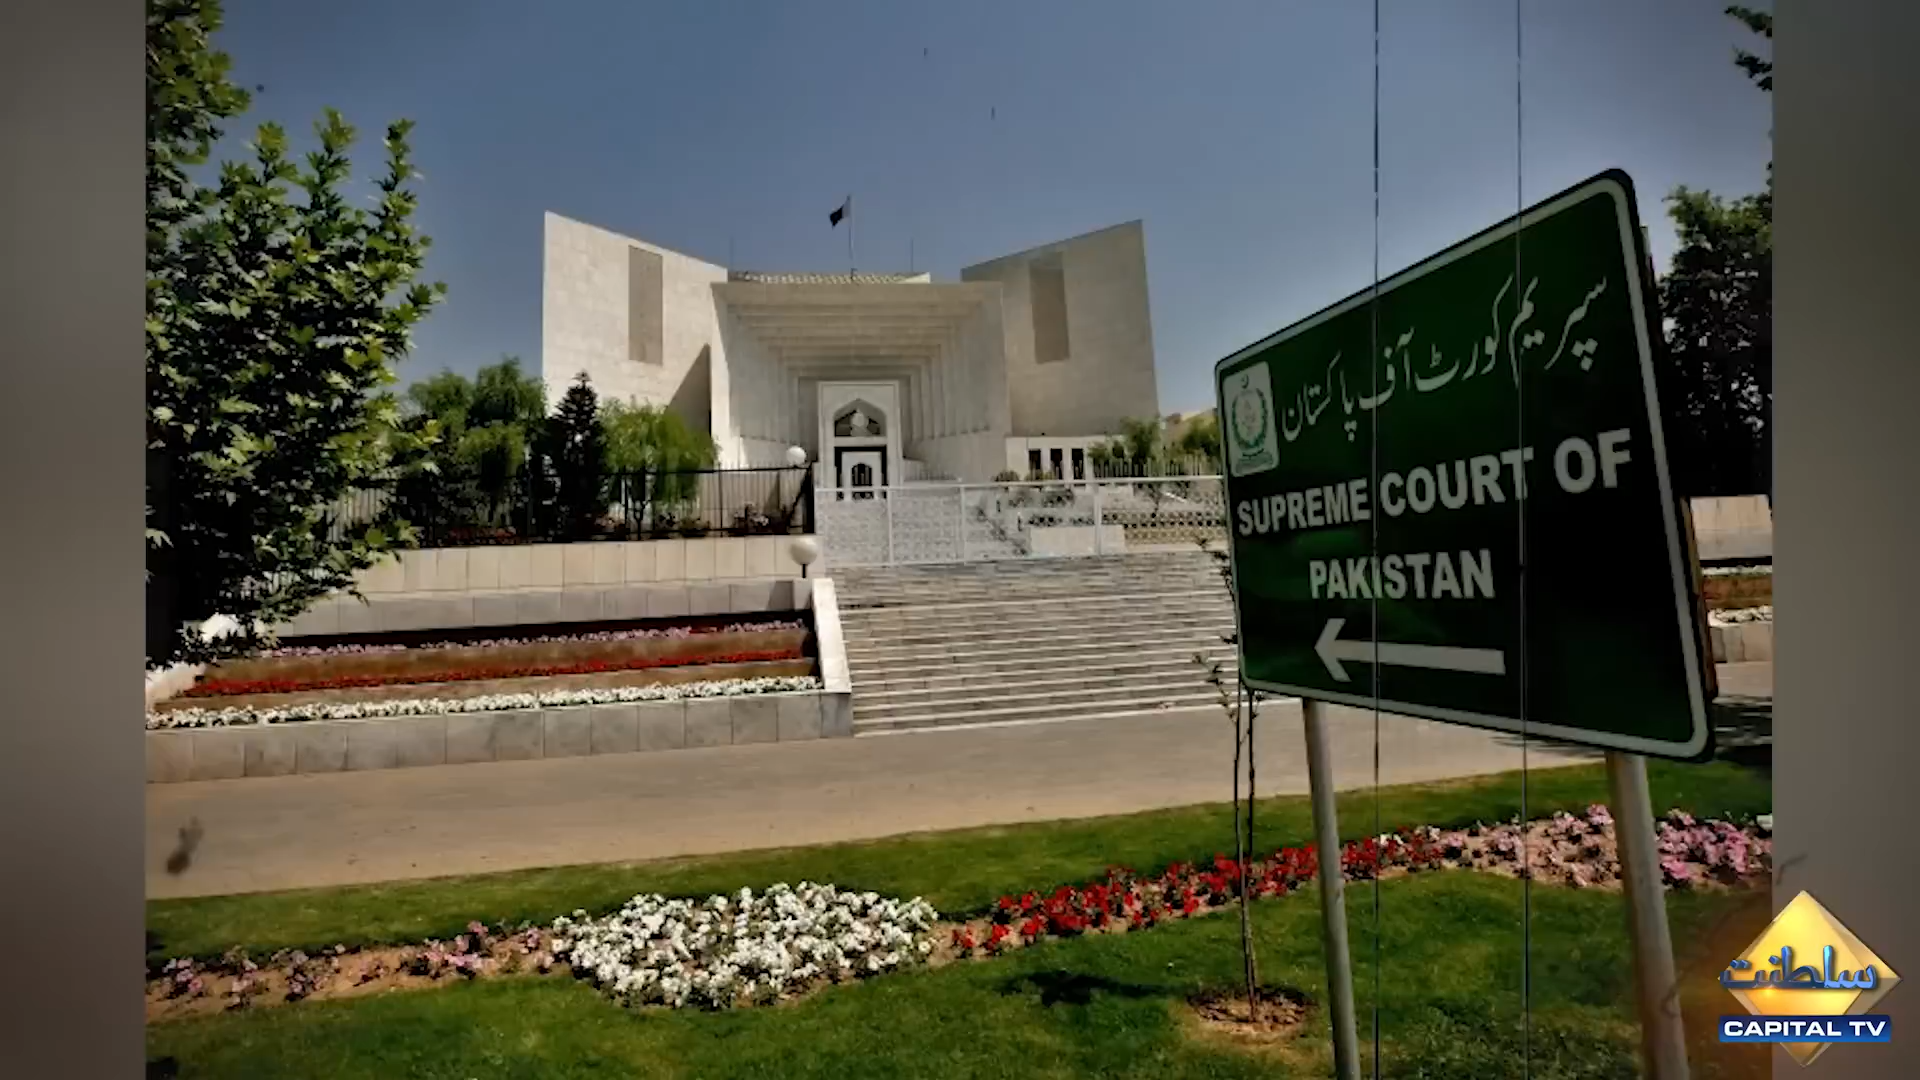 سپریم کورٹ آف پاکستان
SUPREME COURT OF
PAKISTAN
سلطنت
CAPITAL TV